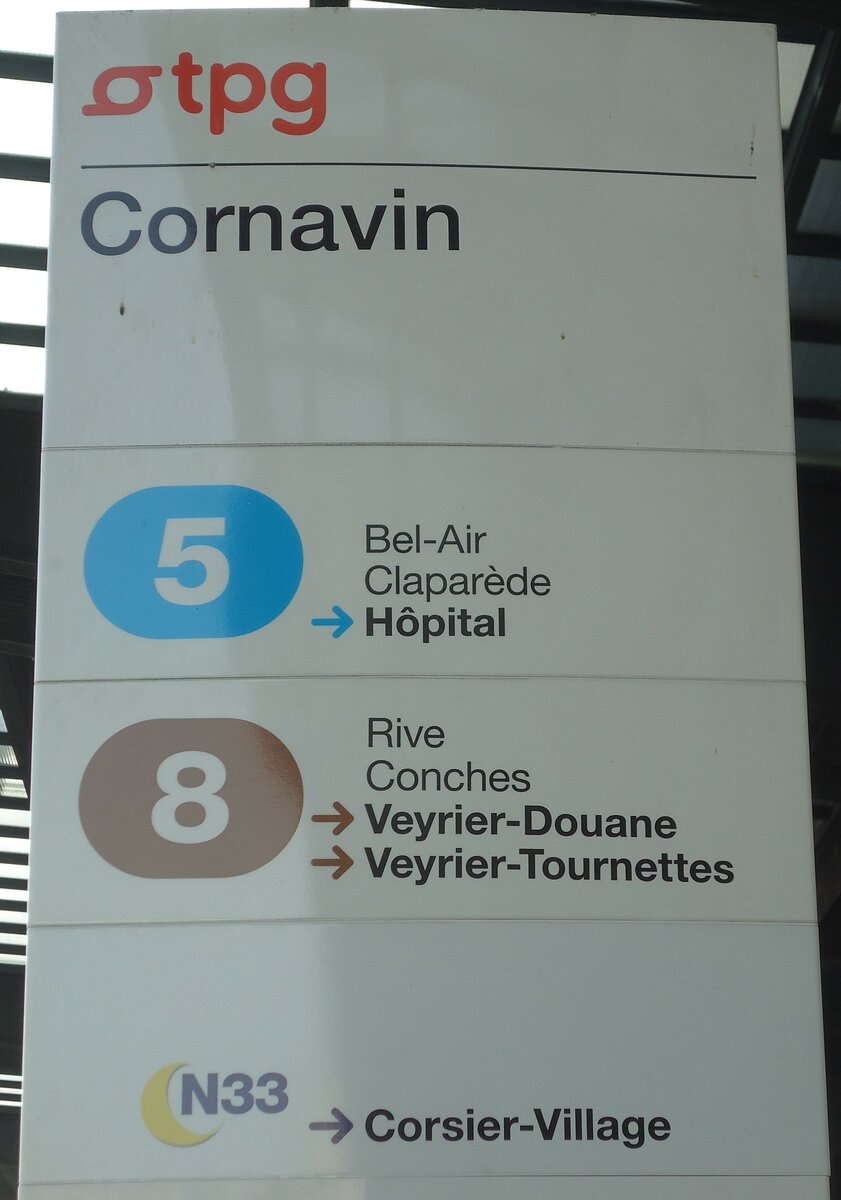 tpg
Cornavin
5
Bel-Air
Claparède
→ Hôpital
8
Rive
Conches
→ Veyrier-Douane
→ Veyrier-Tournettes
N33 → Corsier-Village